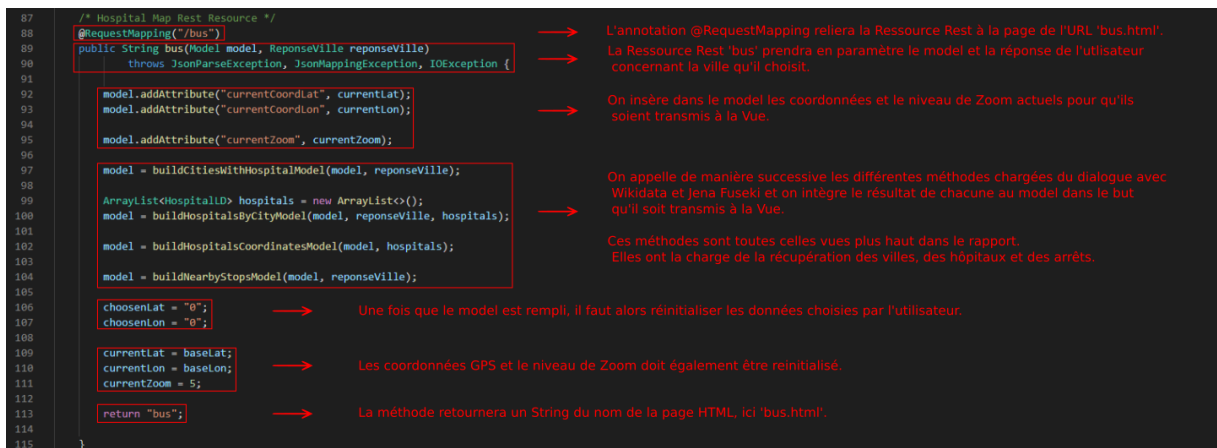 87 /* Hospital Map Rest Resource */
88 @RequestMapping("/bus")
L'annotation @RequestMapping reliera la Ressource Rest à la page de l'URL 'bus.html'.
89 public String bus(Model model, ReponseVille reponseVille)
La Ressource Rest 'bus' prendra en paramètre le model et la réponse de l'utlisateur
90 throws JsonParseException, JsonMappingException, IOException {
concernant la ville qu'il choisit.
91
92 model.addAttribute("currentCoordLat", currentLat);
On insère dans le model les coordonnées et le niveau de Zoom actuels pour qu'ils
93 model.addAttribute("currentCoordLon", currentLon);
soient transmis à la Vue.
94
95 model.addAttribute("currentZoom", currentZoom);
96
97 model = buildCitiesWithHospitalModel(model, reponseVille);
On appelle de manière successive les différentes méthodes chargées du dialogue avec
98
Wikidata et Jena Fuseki et on intègre le résultat de chacune au model dans le but
99 ArrayList<HospitalLD> hospitals = new ArrayList<>();
qu'il soit transmis à la Vue.
100 model = buildHospitalsByCityModel(model, reponseVille, hospitals);
101
102 model = buildHospitalsCoordinatesModel(model, hospitals);
Ces méthodes sont toutes celles vues plus haut dans le rapport.
103
Elles ont la charge de la récupération des villes, des hôpitaux et des arrêts.
104 model = buildNearbyStopsModel(model, reponseVille);
105
106 choosenLat = "0";
Une fois que le model est rempli, il faut alors réinitialiser les données choisies par l'utilisateur.
107 choosenLon = "0";
108
109 currentLat = baseLat;
110 currentLon = baseLon;
Les coordonnées GPS et le niveau de Zoom doit également être reinitialisé.
111 currentZoom = 5;
112
113 return "bus";
La méthode retournera un String du nom de la page HTML, ici 'bus.html'.
114
115 }